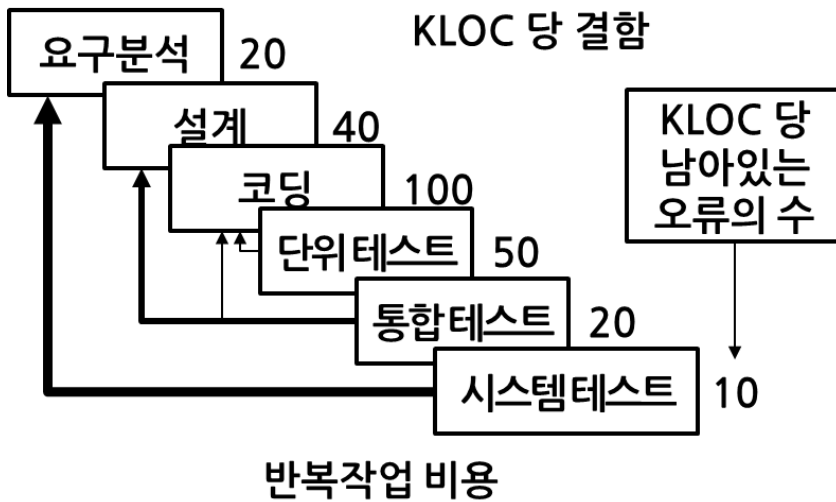 KLOC 당 결함
요구분석 20
설계 40
코딩 100
단위테스트 50
통합테스트 20
시스템테스트 10
KLOC 당
남아있는
오류의 수
반복작업 비용